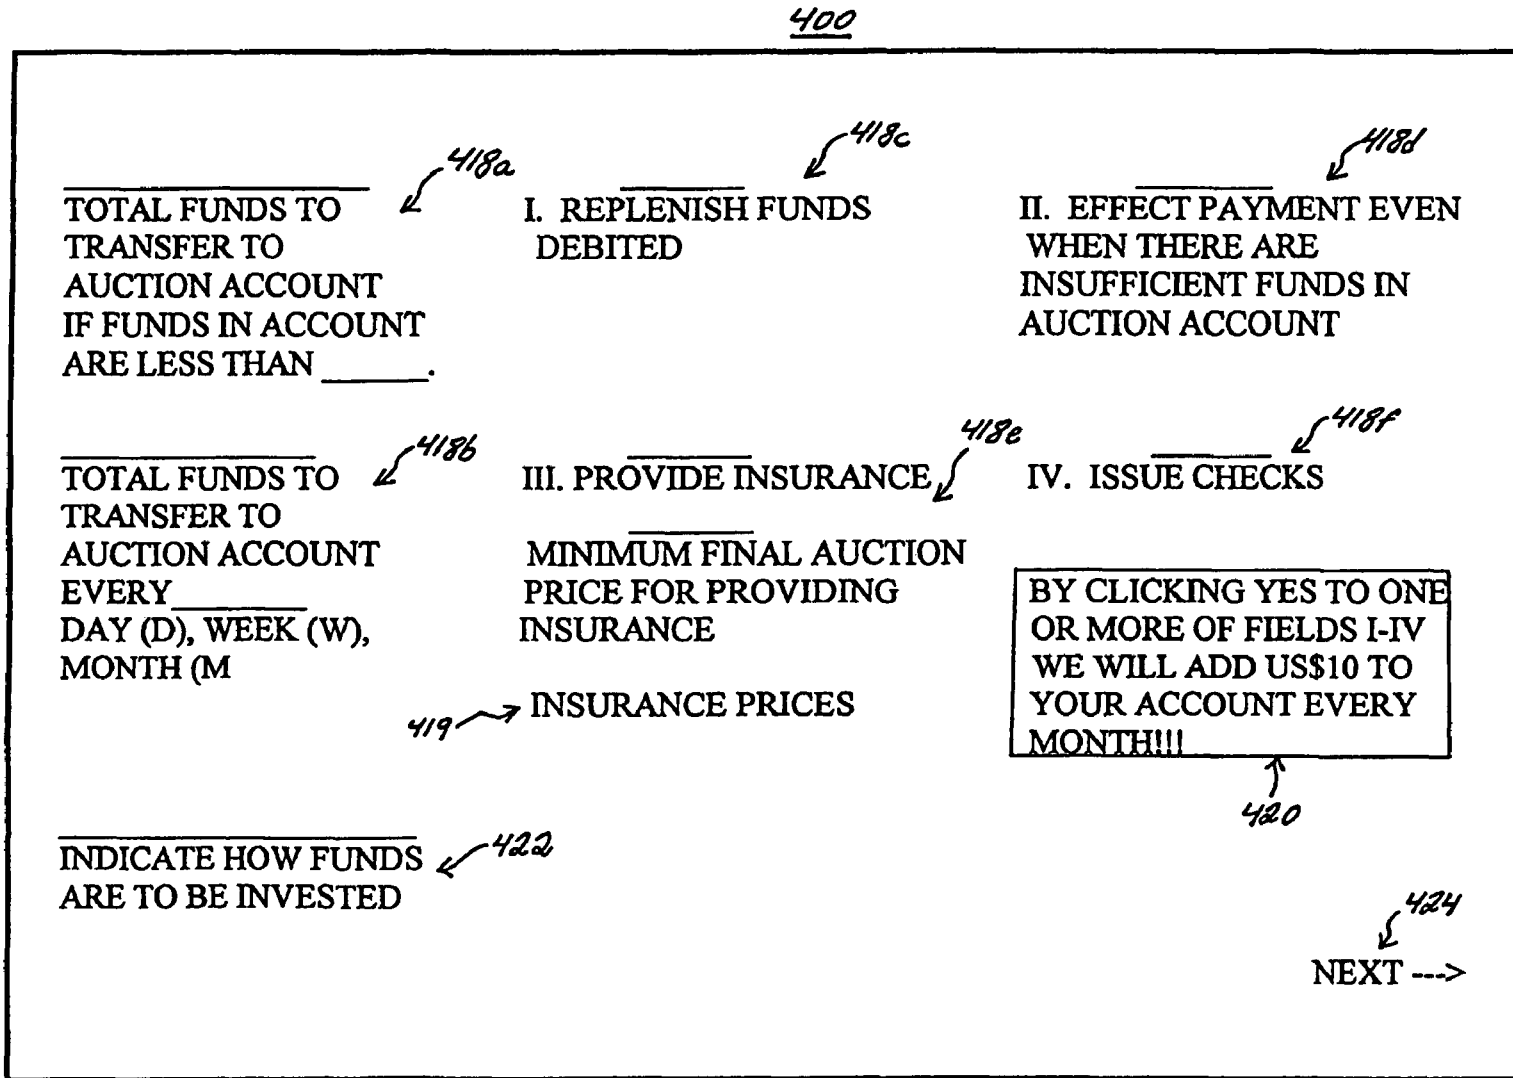 400
418a
TOTAL FUNDS TO
TRANSFER TO
AUCTION ACCOUNT
IF FUNDS IN ACCOUNT
ARE LESS THAN ______.
418c
I. REPLENISH FUNDS
DEBITED
418d
II. EFFECT PAYMENT EVEN
WHEN THERE ARE
INSUFFICIENT FUNDS IN
AUCTION ACCOUNT
418b
TOTAL FUNDS TO
TRANSFER TO
AUCTION ACCOUNT
EVERY_______
DAY (D), WEEK (W),
MONTH (M
418e
III. PROVIDE INSURANCE
MINIMUM FINAL AUCTION
PRICE FOR PROVIDING
INSURANCE
419
INSURANCE PRICES
418f
IV. ISSUE CHECKS
BY CLICKING YES TO ONE
OR MORE OF FIELDS I-IV
WE WILL ADD US$10 TO
YOUR ACCOUNT EVERY
MONTH!!!
420
422
INDICATE HOW FUNDS
ARE TO BE INVESTED
424
NEXT --->